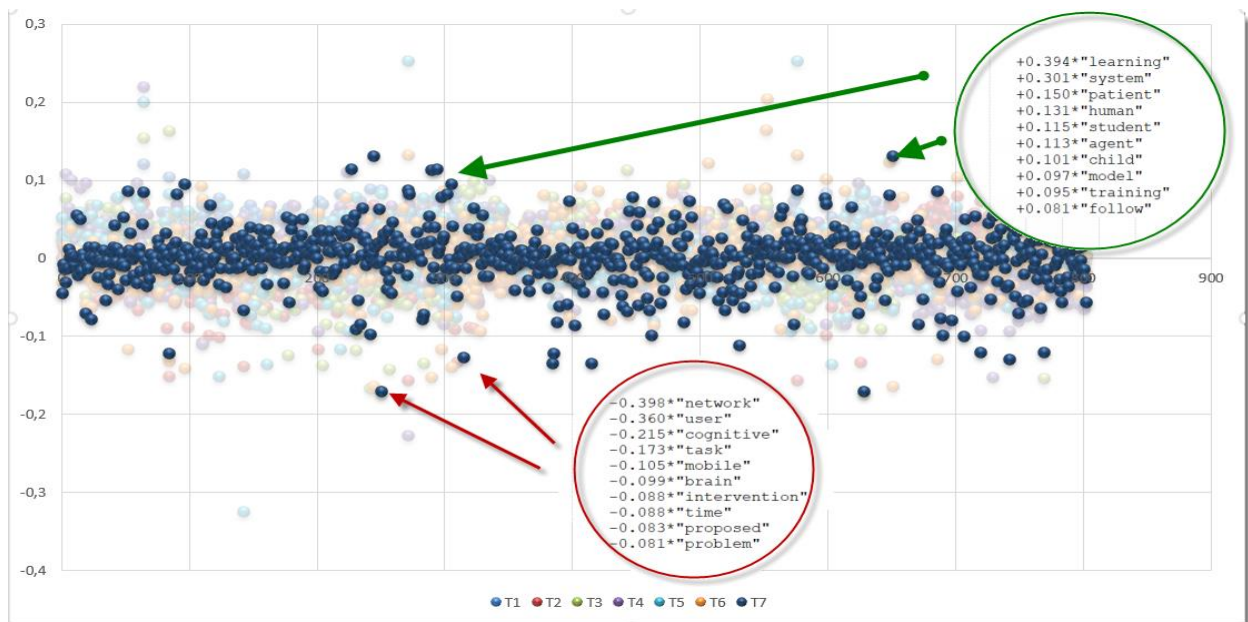 0,3
0,2
0,1
0
-0,1
-0,2
-0,3
-0,4
600
900
+0.394*"learning"
+0.301*"system"
+0.150*"patient"
+0.131*"human"
+0.115*"student"
+0.113*"agent"
+0.101*"child"
+0.097*"model"
+0.095*"training"
+0.081*"follow"
-0.398*"network"
-0.360*"user"
-0.215*"cognitive"
-0.173*"task"
-0.105*"mobile"
-0.099*"brain"
-0.088*"intervention"
-0.088*"time"
-0.083*"proposed"
-0.081*"problem"
T1 T2 T3 T4 T5 T6 T7